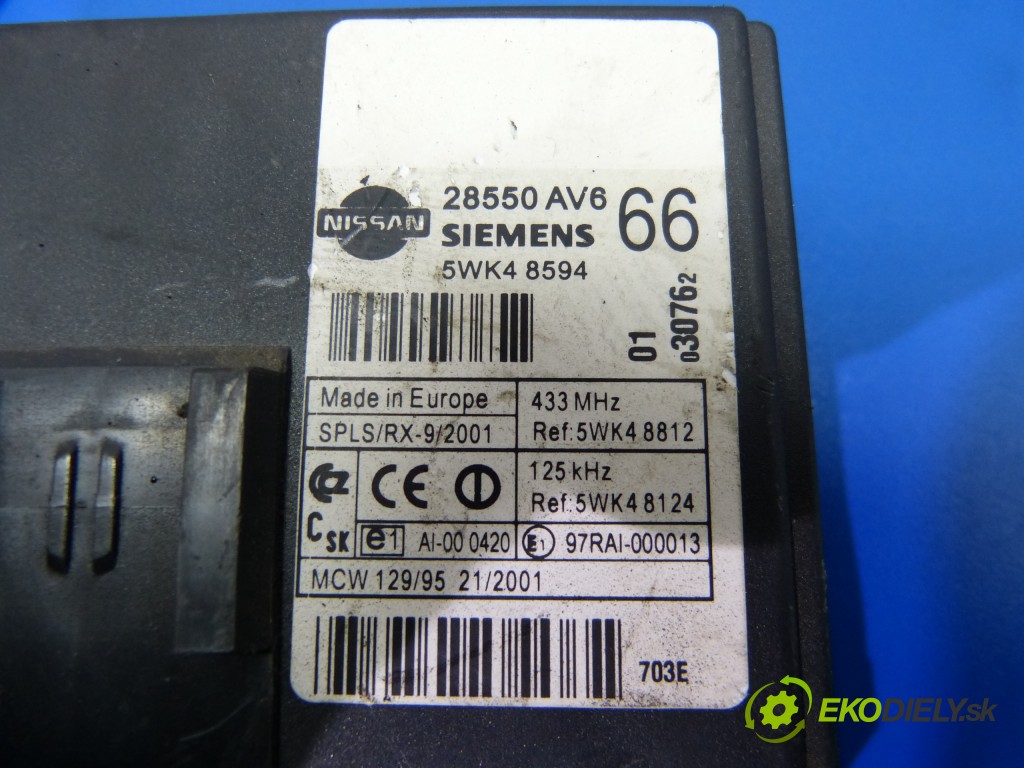 28550 AV6 66
NISSAN
SIEMENS
5WK4 8594
01
030762
Made in Europe
433 MHz
SPLS/RX-9/2001
Ref:5WK4 8812
125 kHz
CE
Ref:5WK4 8124
CSK
e1
AI-00 0420
E1
97RAI-000013
MCW 129/95 21/2001
703E
EKODIELY.sk